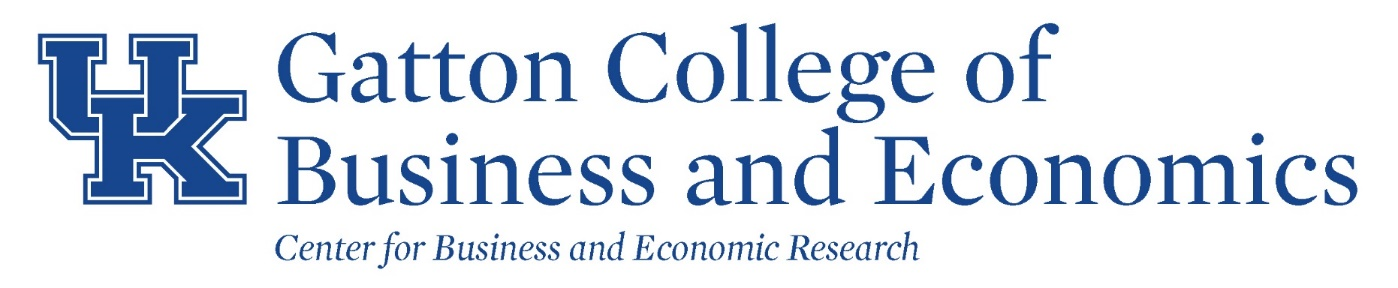 UK
Gatton College of
Business and Economics
Center for Business and Economic Research